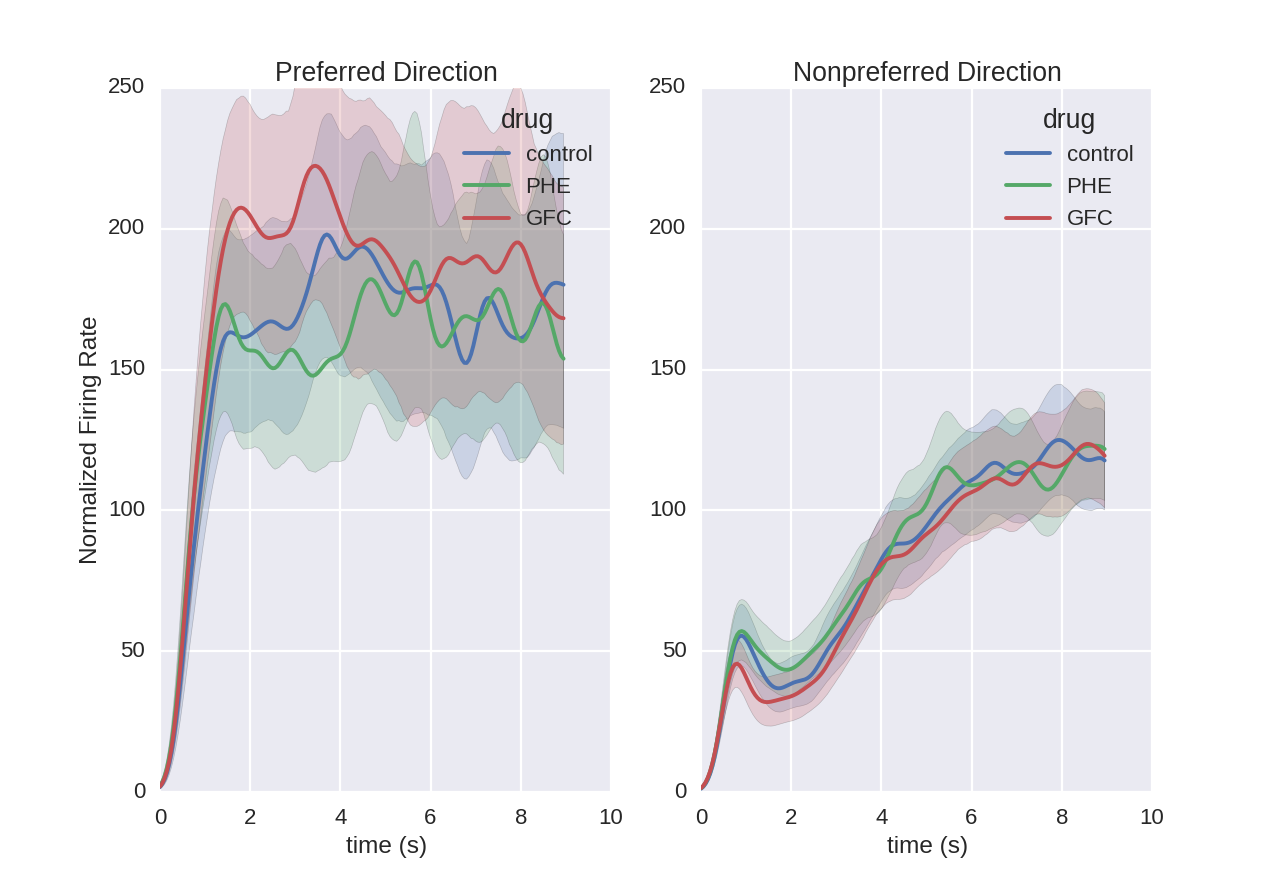 Preferred Direction
250
200
150
100
50
0
0 2 4 6 8 10
time (s)
Normalized Firing Rate
drug
control
PHE
GFC
Nonpreferred Direction
250
200
150
100
50
0
0 2 4 6 8 10
time (s)
drug
control
PHE
GFC